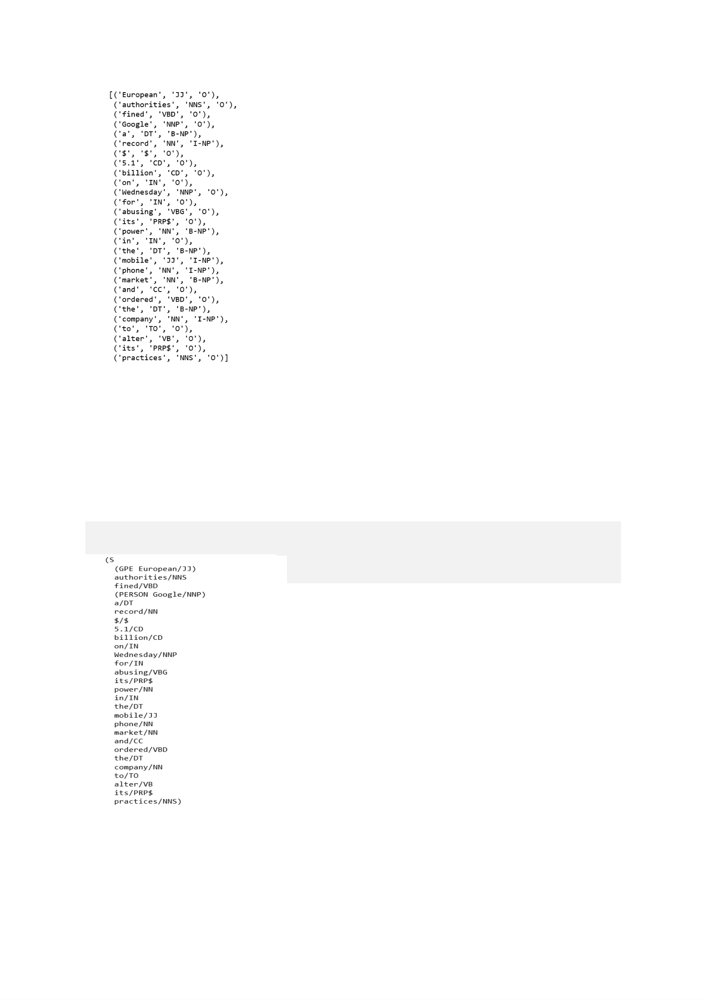 [('European', 'JJ', 'O'),
('authorities', 'NNS', 'O'),
('fined', 'VBD', 'O'),
('Google', 'NNP', 'O'),
('a', 'DT', 'B-NP'),
('record', 'NN', 'I-NP'),
('$', '$', 'O'),
('5.1', 'CD', 'O'),
('billion', 'CD', 'O'),
('on', 'IN', 'O'),
('Wednesday', 'NNP', 'O'),
('for', 'IN', 'O'),
('abusing', 'VBG', 'O'),
('its', 'PRP$', 'O'),
('power', 'NN', 'B-NP'),
('in', 'IN', 'O'),
('the', 'DT', 'B-NP'),
('mobile', 'JJ', 'I-NP'),
('phone', 'NN', 'I-NP'),
('market', 'NN', 'B-NP'),
('and', 'CC', 'O'),
('ordered', 'VBD', 'O'),
('the', 'DT', 'B-NP'),
('company', 'NN', 'I-NP'),
('to', 'TO', 'O'),
('alter', 'VB', 'O'),
('its', 'PRP$', 'O'),
('practices', 'NNS', 'O')]
(S
(GPE European/JJ)
authorities/NNS
fined/VBD
(PERSON Google/NNP)
a/DT
record/NN
$/$
5.1/CD
billion/CD
on/IN
Wednesday/NNP
for/IN
abusing/VBG
its/PRP$
power/NN
in/IN
the/DT
mobile/JJ
phone/NN
market/NN
and/CC
ordered/VBD
the/DT
company/NN
to/TO
alter/VB
its/PRP$
practices/NNS)